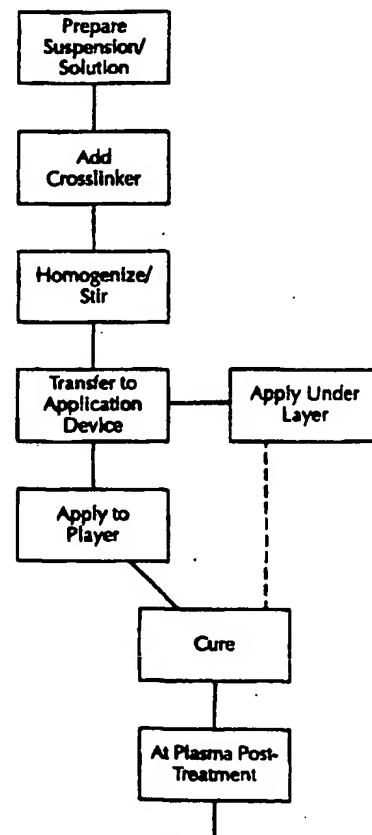 Prepare
Suspension/
Solution
Add
Crosslinker
Homogenize/
Stir
Transfer to
Application
Device
Apply Under
Layer
Apply to
Player
Cure
At Plasma Post-
Treatment